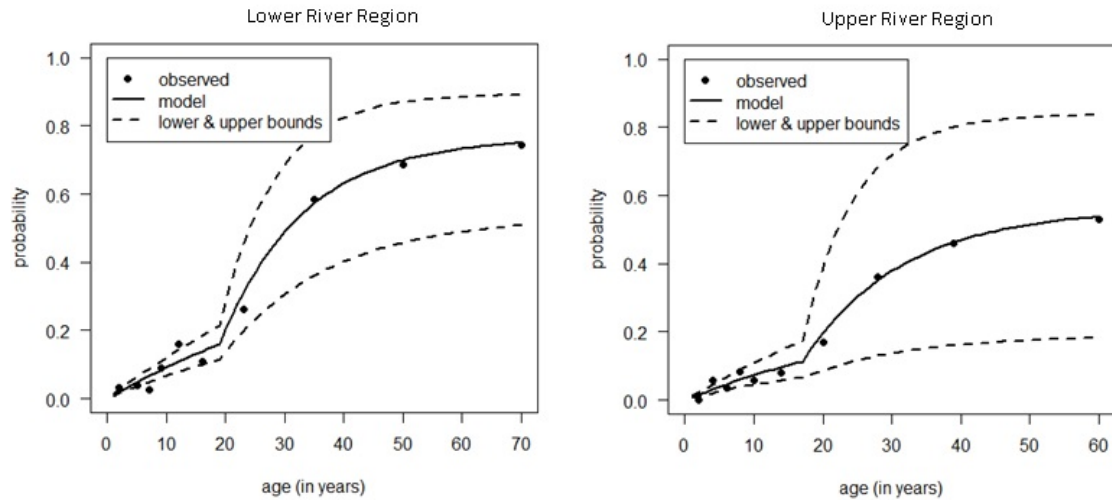 Lower River Region
1.0
0.8
0.6
0.4
0.2
0.0
probability
observed
model
lower & upper bounds
0 10 20 30 40 50 60 70
age (in years)
Upper River Region
1.0
0.8
0.6
0.4
0.2
0.0
probability
observed
model
lower & upper bounds
0 10 20 30 40 50 60
age (in years)